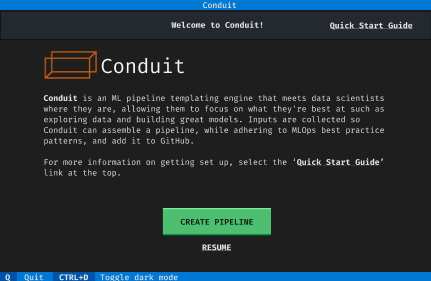 Conduit
Welcome to Conduit!
Quick Start Guide
Conduit
Conduit is an ML pipeline templating engine that meets data scientists
where they are, allowing them to focus on what they're best at such as
exploring data and building great models. Inputs are collected so
Conduit can assemble a pipeline, while adhering to MLOps best practice
patterns, and add it to GitHub.
For more information on getting set up, select the ‘Quick Start Guide’
link at the top.
CREATE PIPELINE
RESUME
Q Quit CTRL+D Toggle dark mode